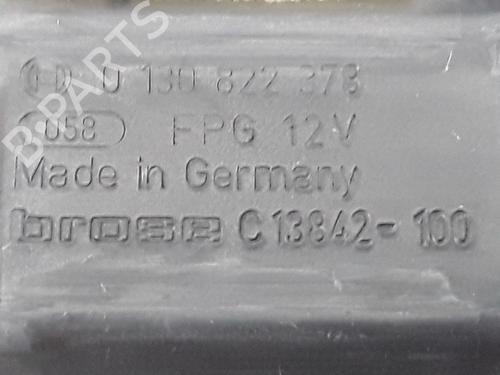 D 0 130 822 378
058 FPG 12V
Made in Germany
brose C13842-100
B-PARTS